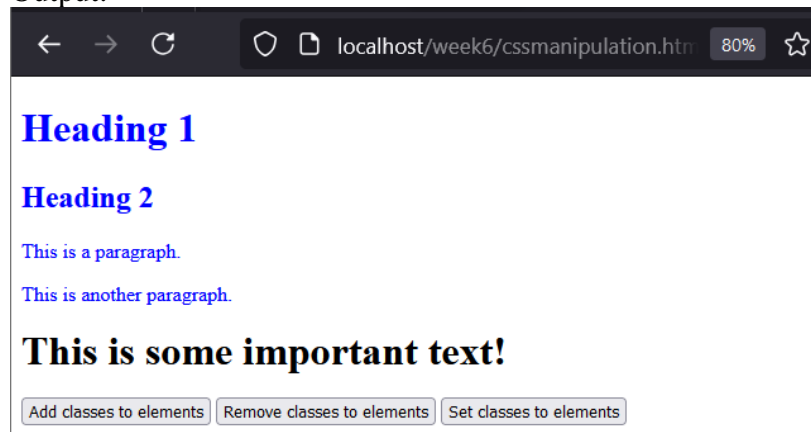 Output:
localhost/week6/cssmanipulation.htm 80%
Heading 1
Heading 2
This is a paragraph.
This is another paragraph.
This is some important text!
Add classes to elements Remove classes to elements Set classes to elements